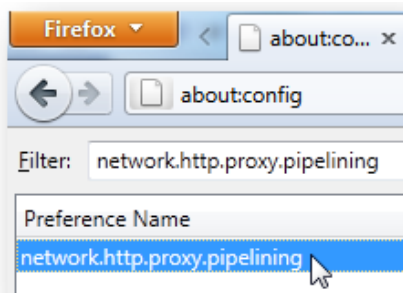 Firefox
about:co...
about:config
Filter: network.http.proxy.pipelining
Preference Name
network.http.proxy.pipelining